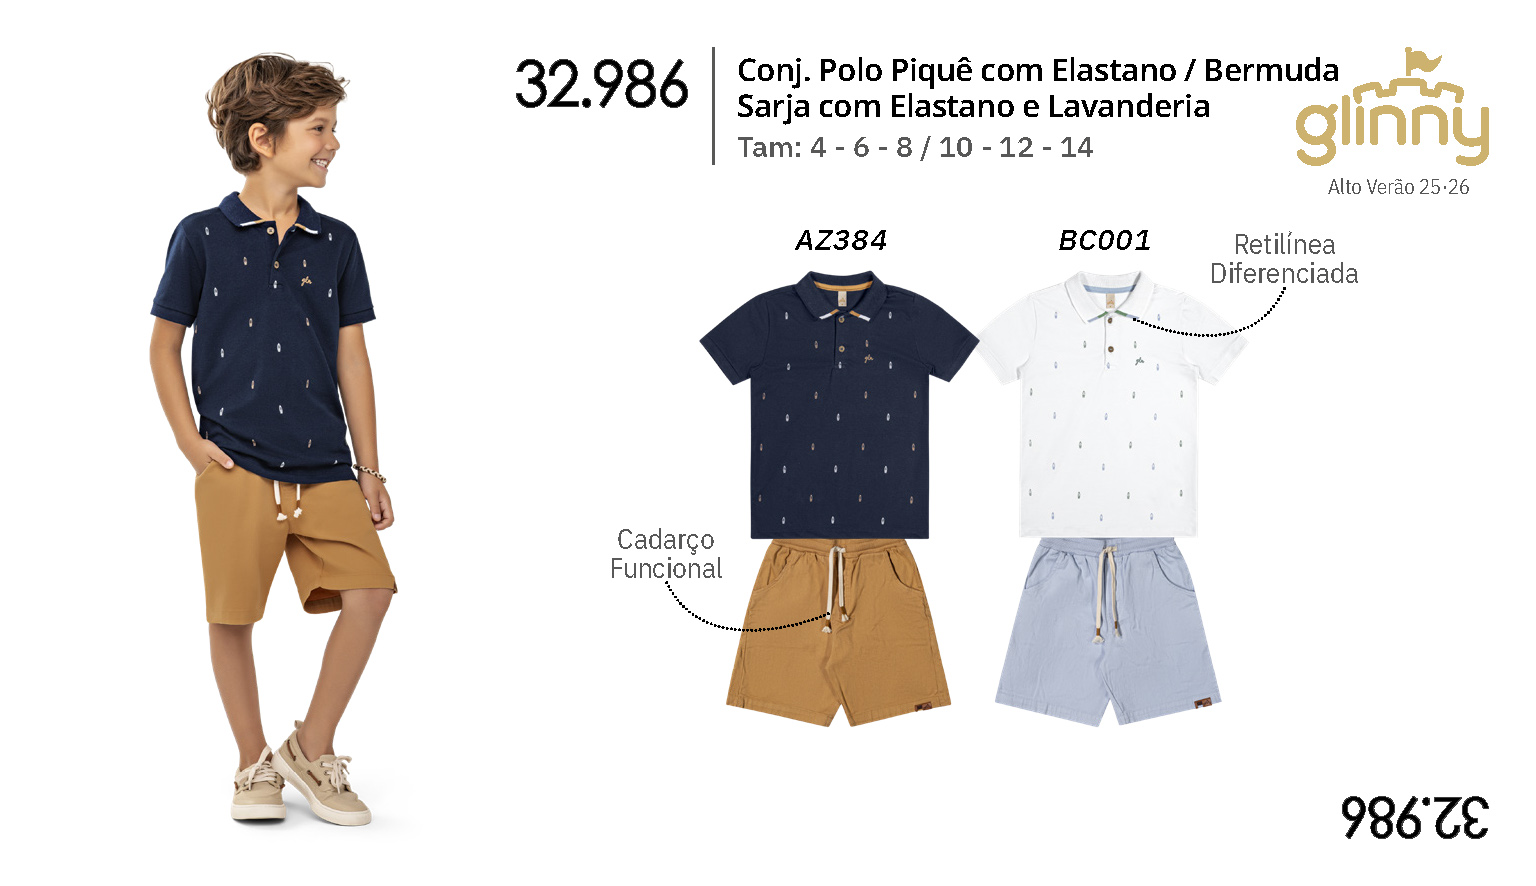 32.986
Conj. Polo Piquê com Elastano / Bermuda
Sarja com Elastano e Lavanderia
Tam: 4 - 6 - 8 / 10 - 12 - 14
glinny
Alto Verão 25·26
AZ384
BC001
Retilínea
Diferenciada
Cadarço
Funcional
32.986